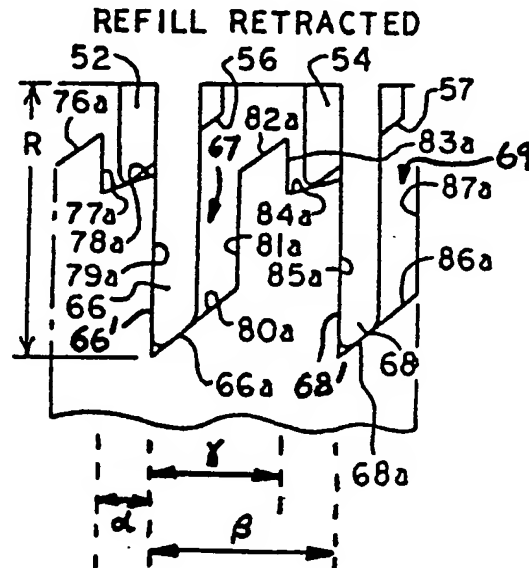 REFILL RETRACTED
52 56 54 57
76a R 82a 83a 69
67
77a 84a 87a
78a 81a
79a 85a 86a
66 80a
66' 68' 68
66a 68a
γ
α β